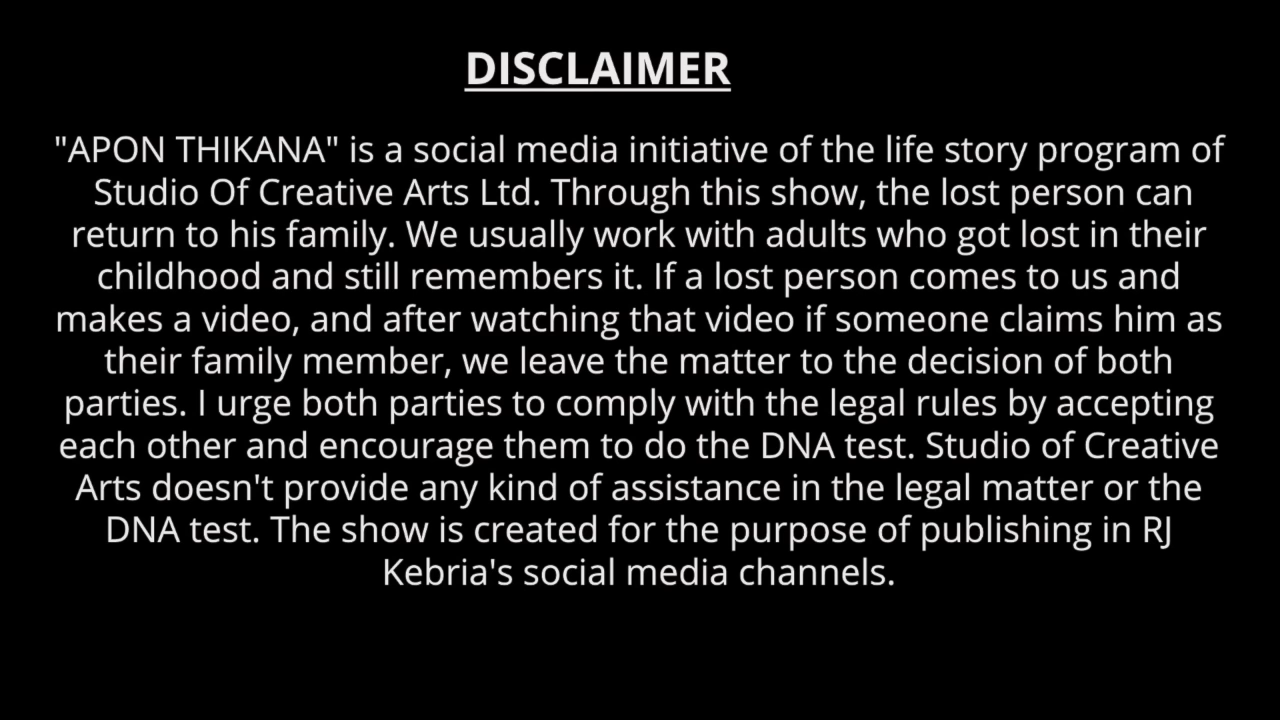 DISCLAIMER
"APON THIKANA" is a social media initiative of the life story program of
Studio Of Creative Arts Ltd. Through this show, the lost person can
return to his family. We usually work with adults who got lost in their
childhood and still remembers it. If a lost person comes to us and
makes a video, and after watching that video if someone claims him as
their family member, we leave the matter to the decision of both
parties. I urge both parties to comply with the legal rules by accepting
each other and encourage them to do the DNA test. Studio of Creative
Arts doesn't provide any kind of assistance in the legal matter or the
DNA test. The show is created for the purpose of publishing in RJ
Kebria's social media channels.